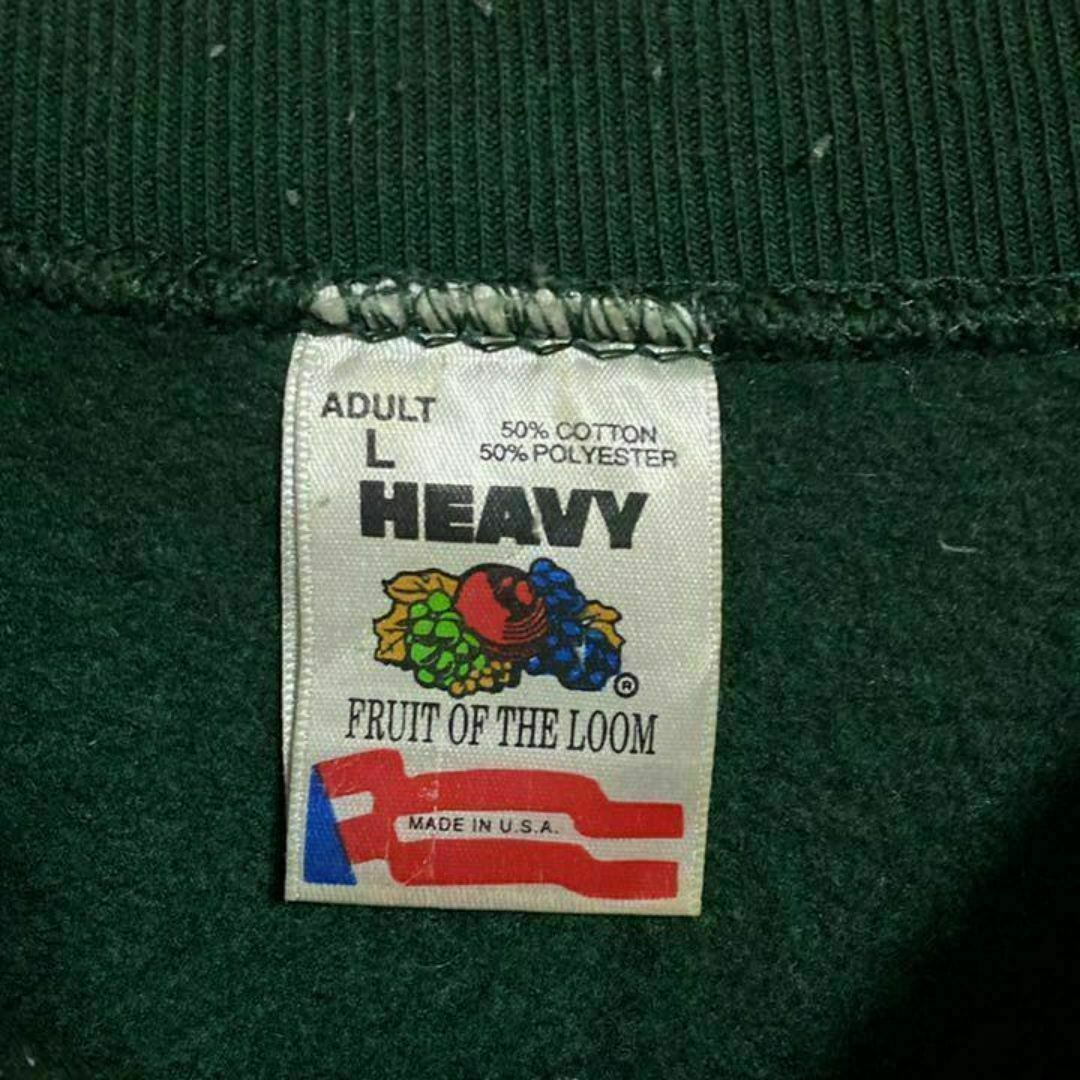 ADULT
L
50% COTTON
50% POLYESTER
HEAVY
®
FRUIT OF THE LOOM
MADE IN U.S.A.